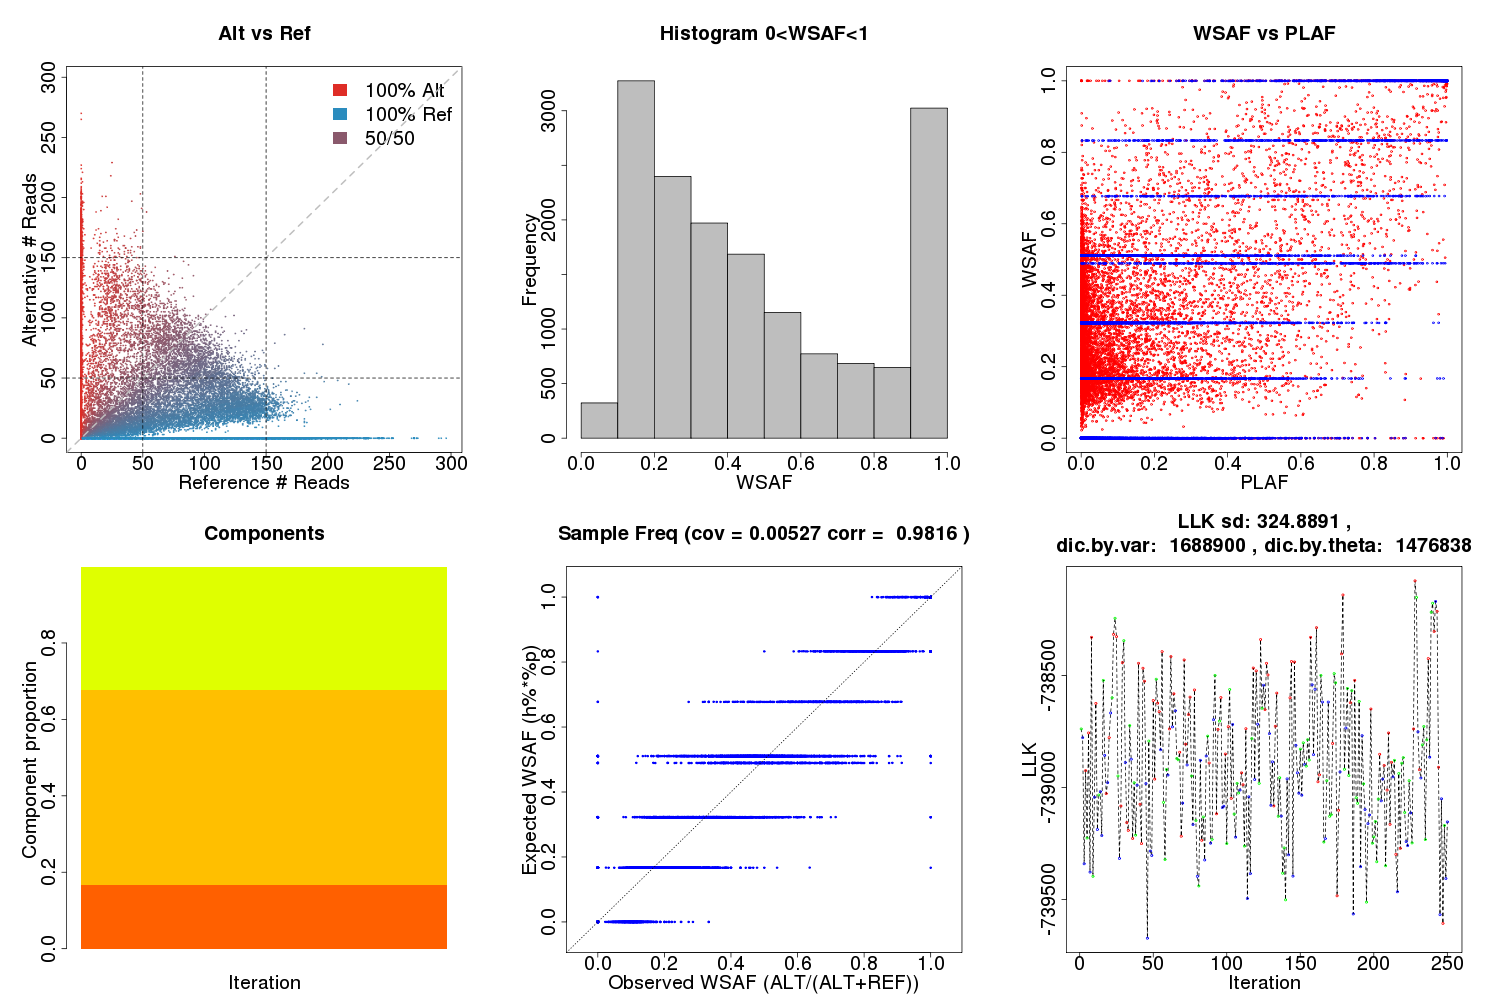 Alt vs Ref
300
250
200
150
100
50
0
Alternative # Reads
100% Alt
100% Ref
50/50
0 50 100 150 200 250 300
Reference # Reads
Histogram 0<WSAF<1
3000
2000
1000
500
0
Frequency
0.0 0.2 0.4 0.6 0.8 1.0
WSAF
WSAF vs PLAF
1.0
0.8
0.6
0.4
0.2
0.0
WSAF
0.0 0.2 0.4 0.6 0.8 1.0
PLAF
Components
0.8
0.6
0.4
0.2
0.0
Component proportion
Iteration
Sample Freq (cov = 0.00527 corr = 0.9816 )
1.0
0.8
0.6
0.4
0.2
0.0
Expected WSAF (h%*%p)
0.0 0.2 0.4 0.6 0.8 1.0
Observed WSAF (ALT/(ALT+REF))
LLK sd: 324.8891 ,
dic.by.var: 1688900 , dic.by.theta: 1476838
-738500
-739000
-739500
LLK
0 50 100 150 200 250
Iteration